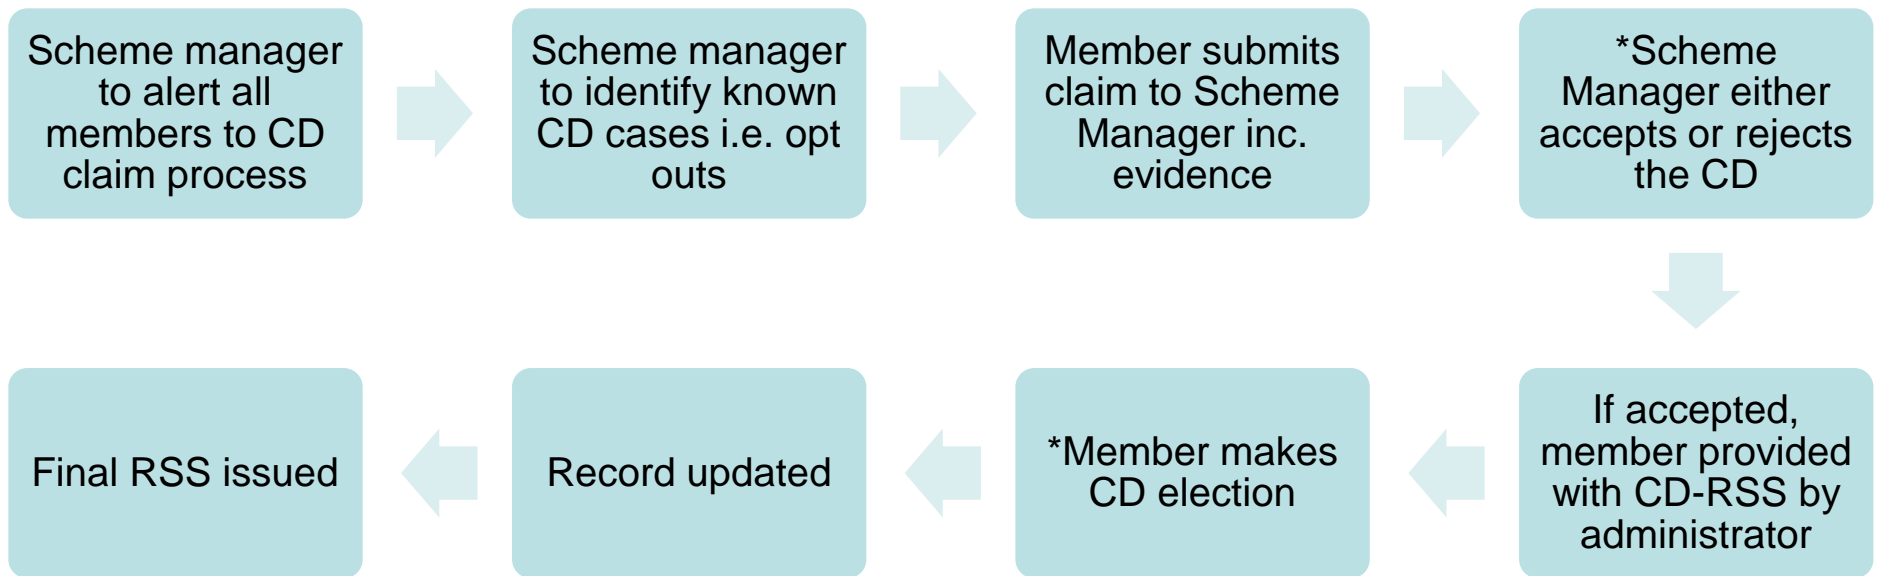 Scheme manager
to alert all
members to CD
claim process
Scheme manager
to identify known
CD cases i.e. opt
outs
Member submits
claim to Scheme
Manager inc.
evidence
*Scheme
Manager either
accepts or rejects
the CD
If accepted,
member provided
with CD-RSS by
administrator
*Member makes
CD election
Record updated
Final RSS issued